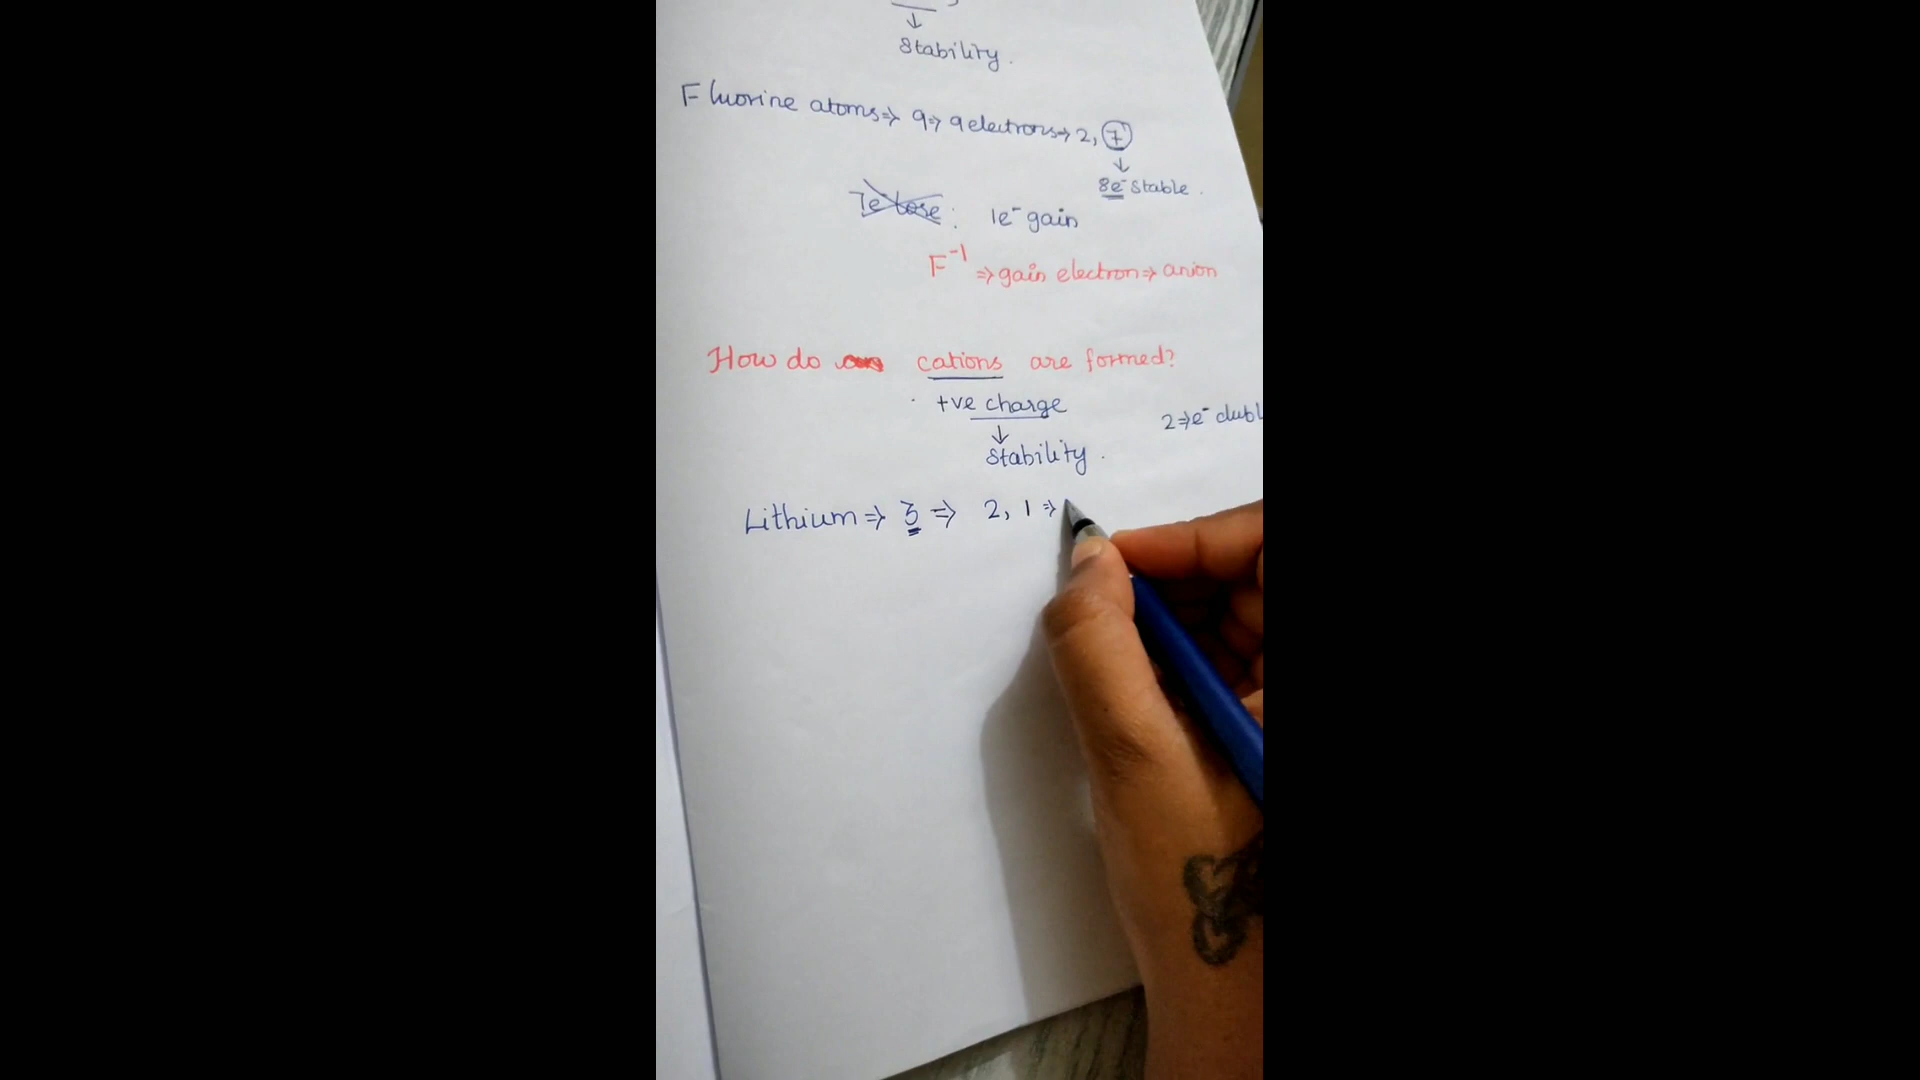 ↓
Stability.
Fluorine atoms ⇒ 9 ⇒ 9 electrons → 2, 7
↓
8e⁻ stable.
7e⁻ lose : 1e⁻ gain
F⁻¹ ⇒ gain electron ⇒ anion
How do cations are formed?
+ve charge
2 ⇒ e⁻ dubl
↓
Stability.
Lithium ⇒ 3 ⇒ 2, 1 ⇒